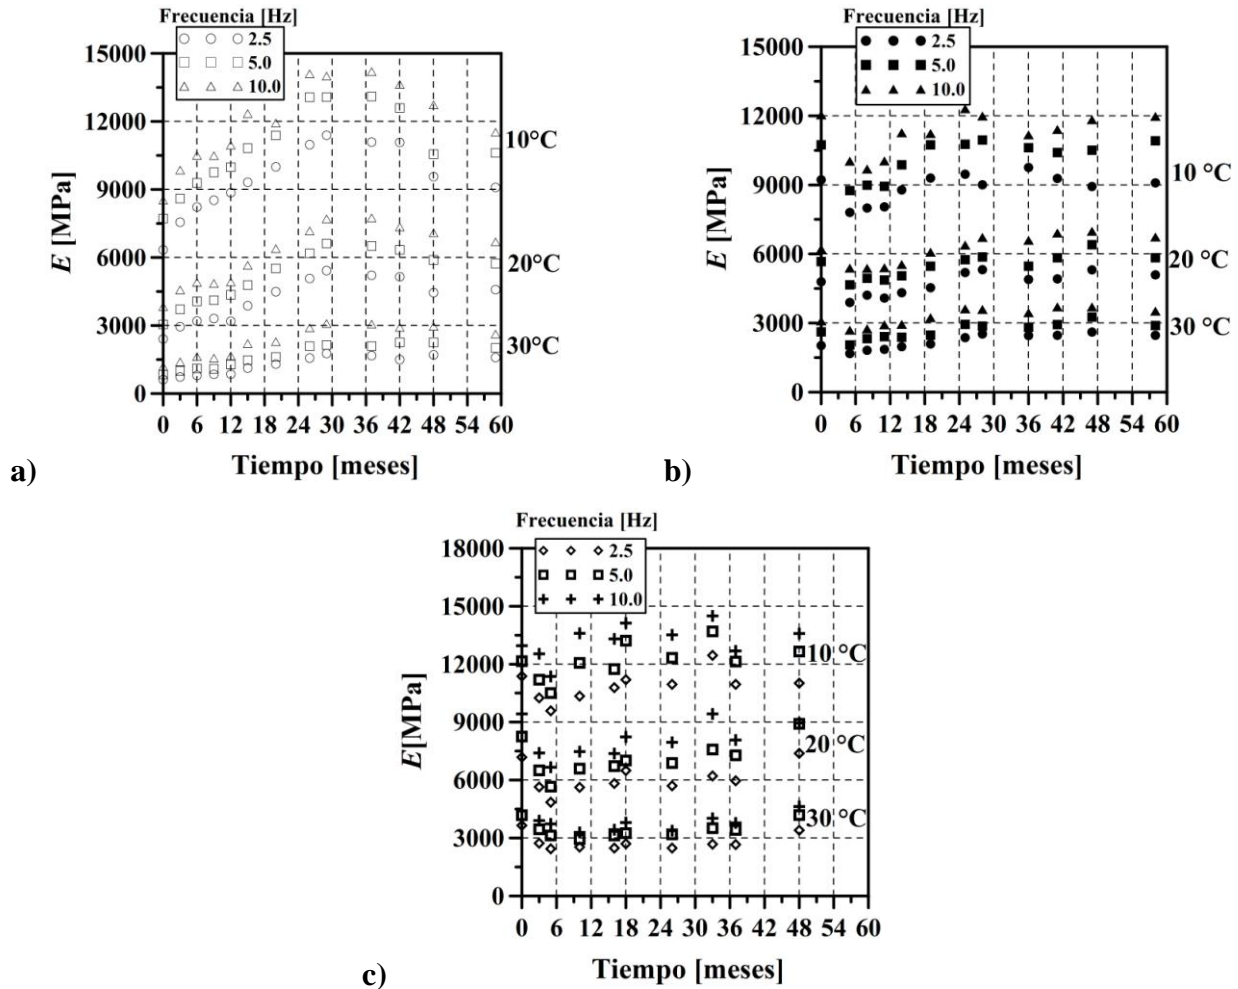 Frecuencia [Hz]
2.5
5.0
10.0
15000
12000
9000
6000
3000
0
E [MPa]
10°C
20°C
30°C
0 6 12 18 24 30 36 42 48 54 60
Tiempo [meses]
a)
Frecuencia [Hz]
2.5
5.0
10.0
15000
12000
9000
6000
3000
0
E [MPa]
10 °C
20 °C
30 °C
0 6 12 18 24 30 36 42 48 54 60
Tiempo [meses]
b)
Frecuencia [Hz]
2.5
5.0
10.0
18000
15000
12000
9000
6000
3000
0
E[MPa]
10 °C
20 °C
30 °C
0 6 12 18 24 30 36 42 48 54 60
Tiempo [meses]
c)